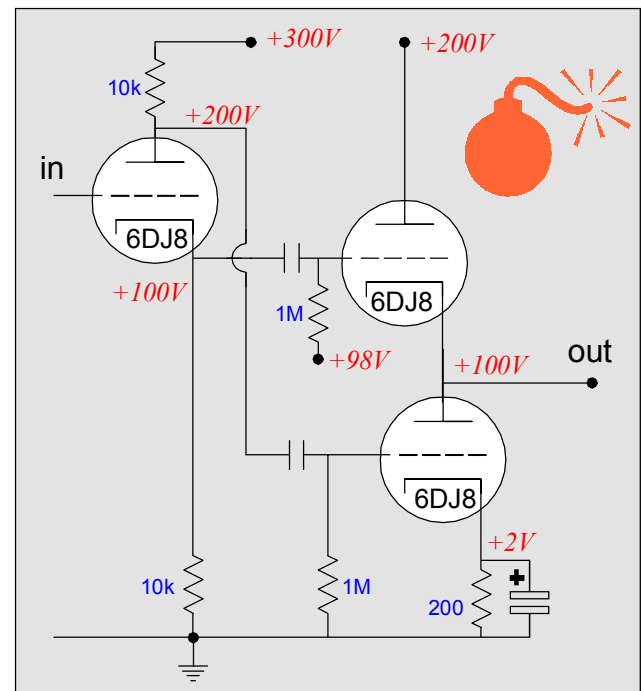 +300V
+200V
10k
+200V
in
6DJ8
+100V
6DJ8
1M
+98V
+100V
out
6DJ8
+2V
+
10k
1M
200